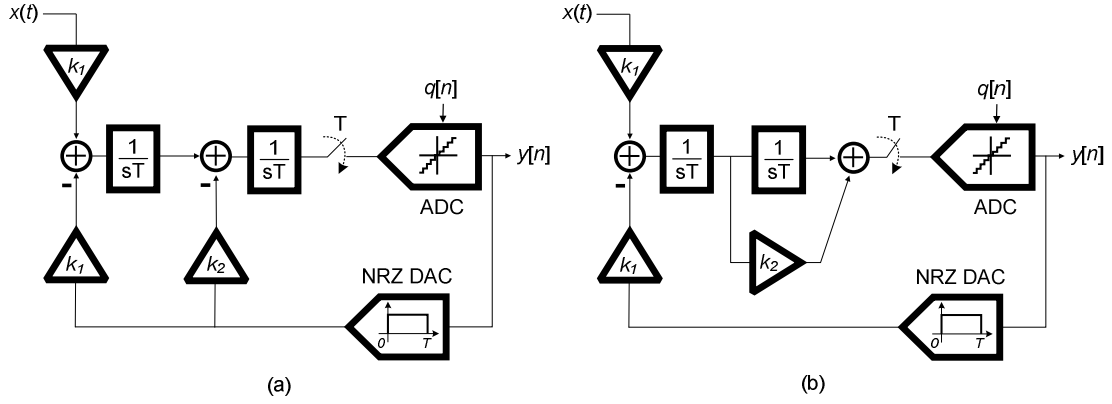 x(t)
k1
q[n]
T
+
1
sT
+
1
sT
y[n]
-
-
ADC
k1
k2
NRZ DAC
0
T
(a)
x(t)
k1
q[n]
T
+
1
sT
1
sT
+
y[n]
-
ADC
k1
k2
NRZ DAC
0
T
(b)